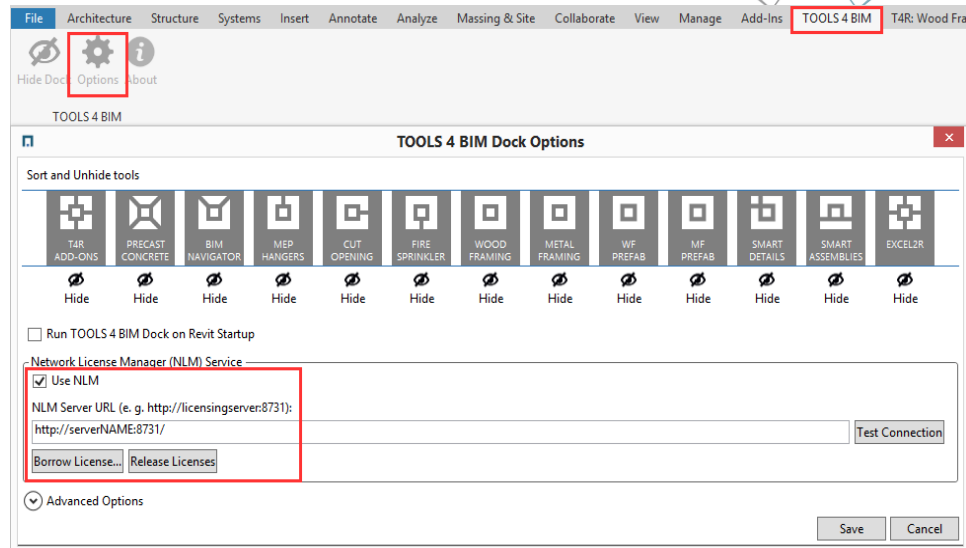 File Architecture Structure Systems Insert Annotate Analyze Massing & Site Collaborate View Manage Add-Ins TOOLS 4 BIM T4R: Wood Fra
Hide Dock Options About
TOOLS 4 BIM
TOOLS 4 BIM Dock Options
Sort and Unhide tools
T4R PRECAST BIM MEP CUT FIRE WOOD METAL WF MF SMART SMART EXCEL2R
ADD-ONS CONCRETE NAVIGATOR HANGERS OPENING SPRINKLER FRAMING FRAMING PREFAB PREFAB DETAILS ASSEMBLIES
Hide Hide Hide Hide Hide Hide Hide Hide Hide Hide Hide Hide Hide
Run TOOLS 4 BIM Dock on Revit Startup
Network License Manager (NLM) Service
Use NLM
NLM Server URL (e. g. http://licensingserver:8731):
http://serverNAME:8731/ Test Connection
Borrow License... Release Licenses
Advanced Options
Save Cancel